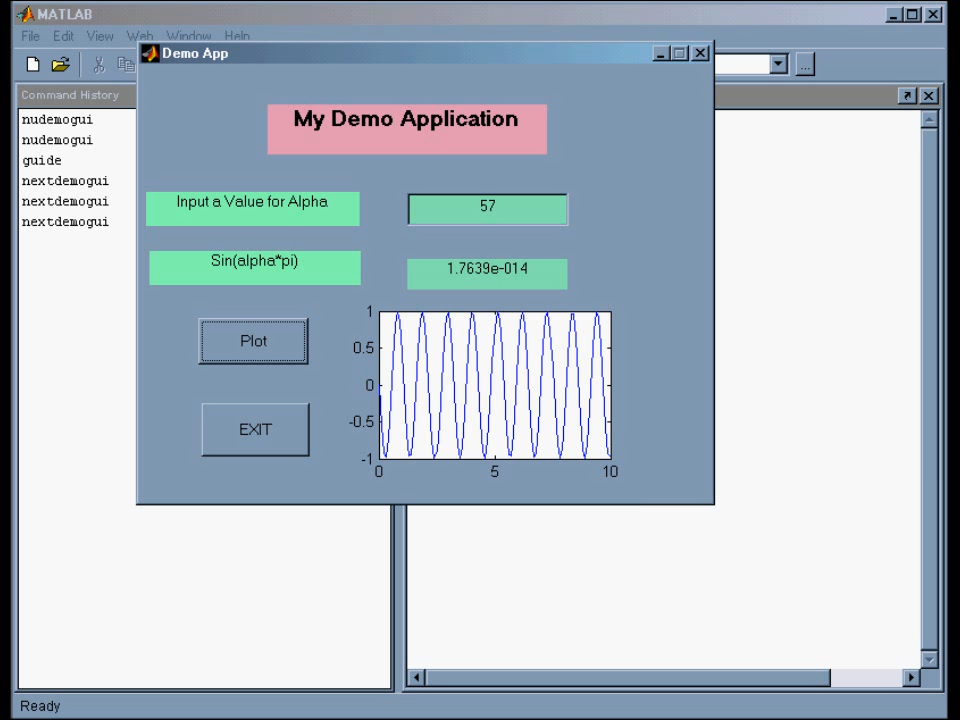 MATLAB
File Edit View Web Window Help
Demo App
...
Command History
nudemogui
nudemogui
guide
nextdemogui
nextdemogui
nextdemogui
My Demo Application
Input a Value for Alpha
57
Sin(alpha*pi)
1.7639e-014
Plot
EXIT
1
0.5
0
-0.5
-1
0 5 10
Ready